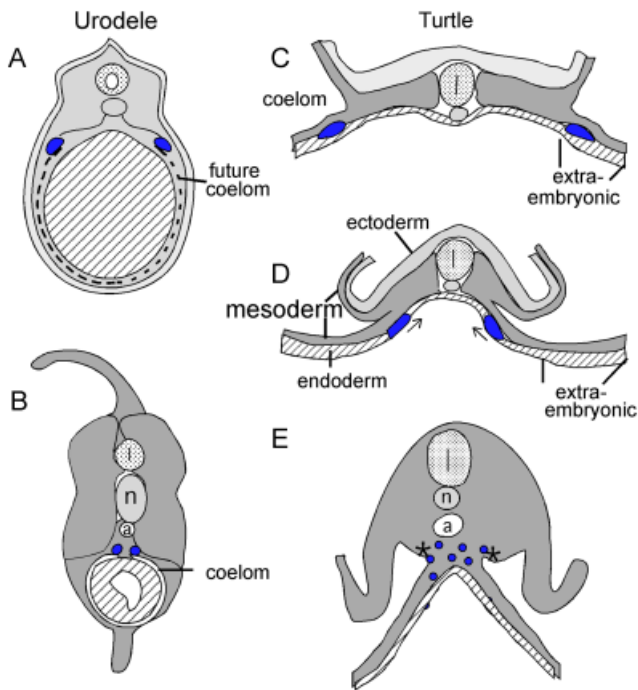 Urodele
Turtle
A
future
coelom
B
l
n
a
coelom
C
coelom
l
extra-
embryonic
ectoderm
D
l
mesoderm
endoderm
extra-
embryonic
E
l
n
a
* *